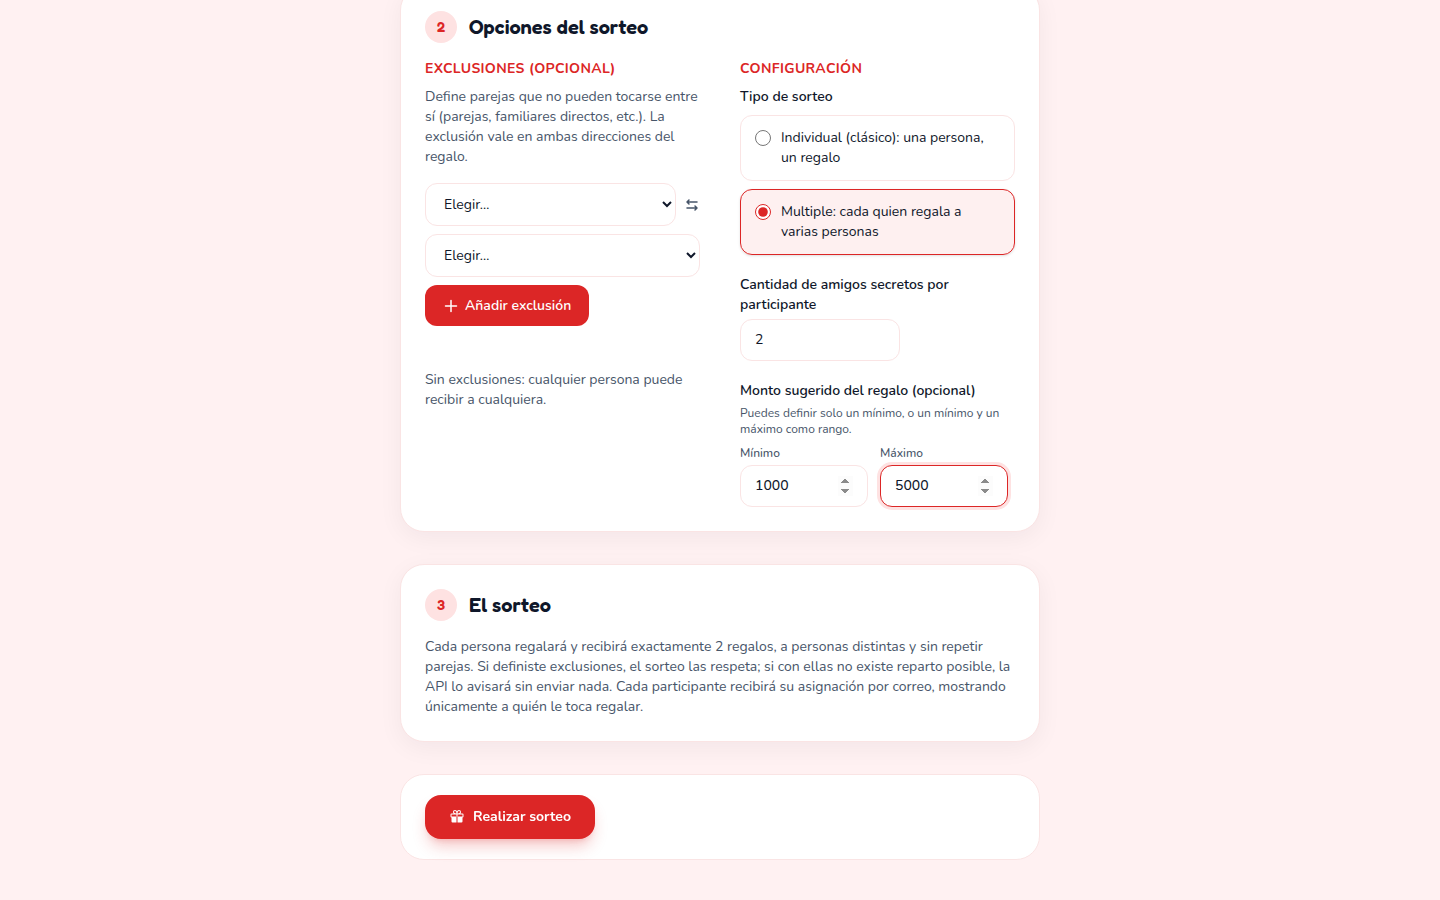 2
Opciones del sorteo
EXCLUSIONES (OPCIONAL)
Define parejas que no pueden tocarse entre
sí (parejas, familiares directos, etc.). La
exclusión vale en ambas direcciones del
regalo.
Elegir...
Elegir...
Añadir exclusión
Sin exclusiones: cualquier persona puede
recibir a cualquiera.
CONFIGURACIÓN
Tipo de sorteo
Individual (clásico): una persona,
un regalo
Multiple: cada quien regala a
varias personas
Cantidad de amigos secretos por
participante
2
Monto sugerido del regalo (opcional)
Puedes definir solo un mínimo, o un mínimo y un
máximo como rango.
Mínimo
Máximo
1000
5000
3
El sorteo
Cada persona regalará y recibirá exactamente 2 regalos, a personas distintas y sin repetir
parejas. Si definiste exclusiones, el sorteo las respeta; si con ellas no existe reparto posible, la
API lo avisará sin enviar nada. Cada participante recibirá su asignación por correo, mostrando
únicamente a quién le toca regalar.
Realizar sorteo